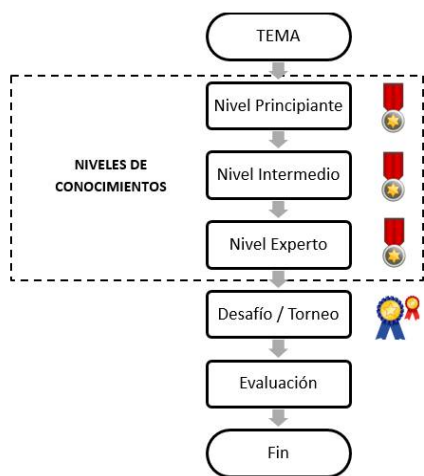 TEMA
Nivel Principiante
NIVELES DE
CONOCIMIENTOS
Nivel Intermedio
Nivel Experto
Desafío / Torneo
Evaluación
Fin